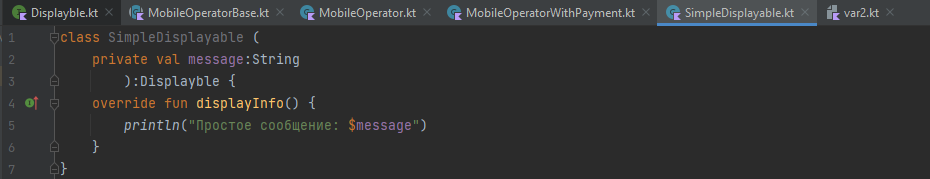 Displayble.kt MobileOperatorBase.kt MobileOperator.kt MobileOperatorWithPayment.kt SimpleDisplayable.kt var2.kt
1 class SimpleDisplayable (
2 private val message:String
3 ):Displayble {
4 override fun displayInfo() {
5 println("Простое сообщение: $message")
6 }
7 }